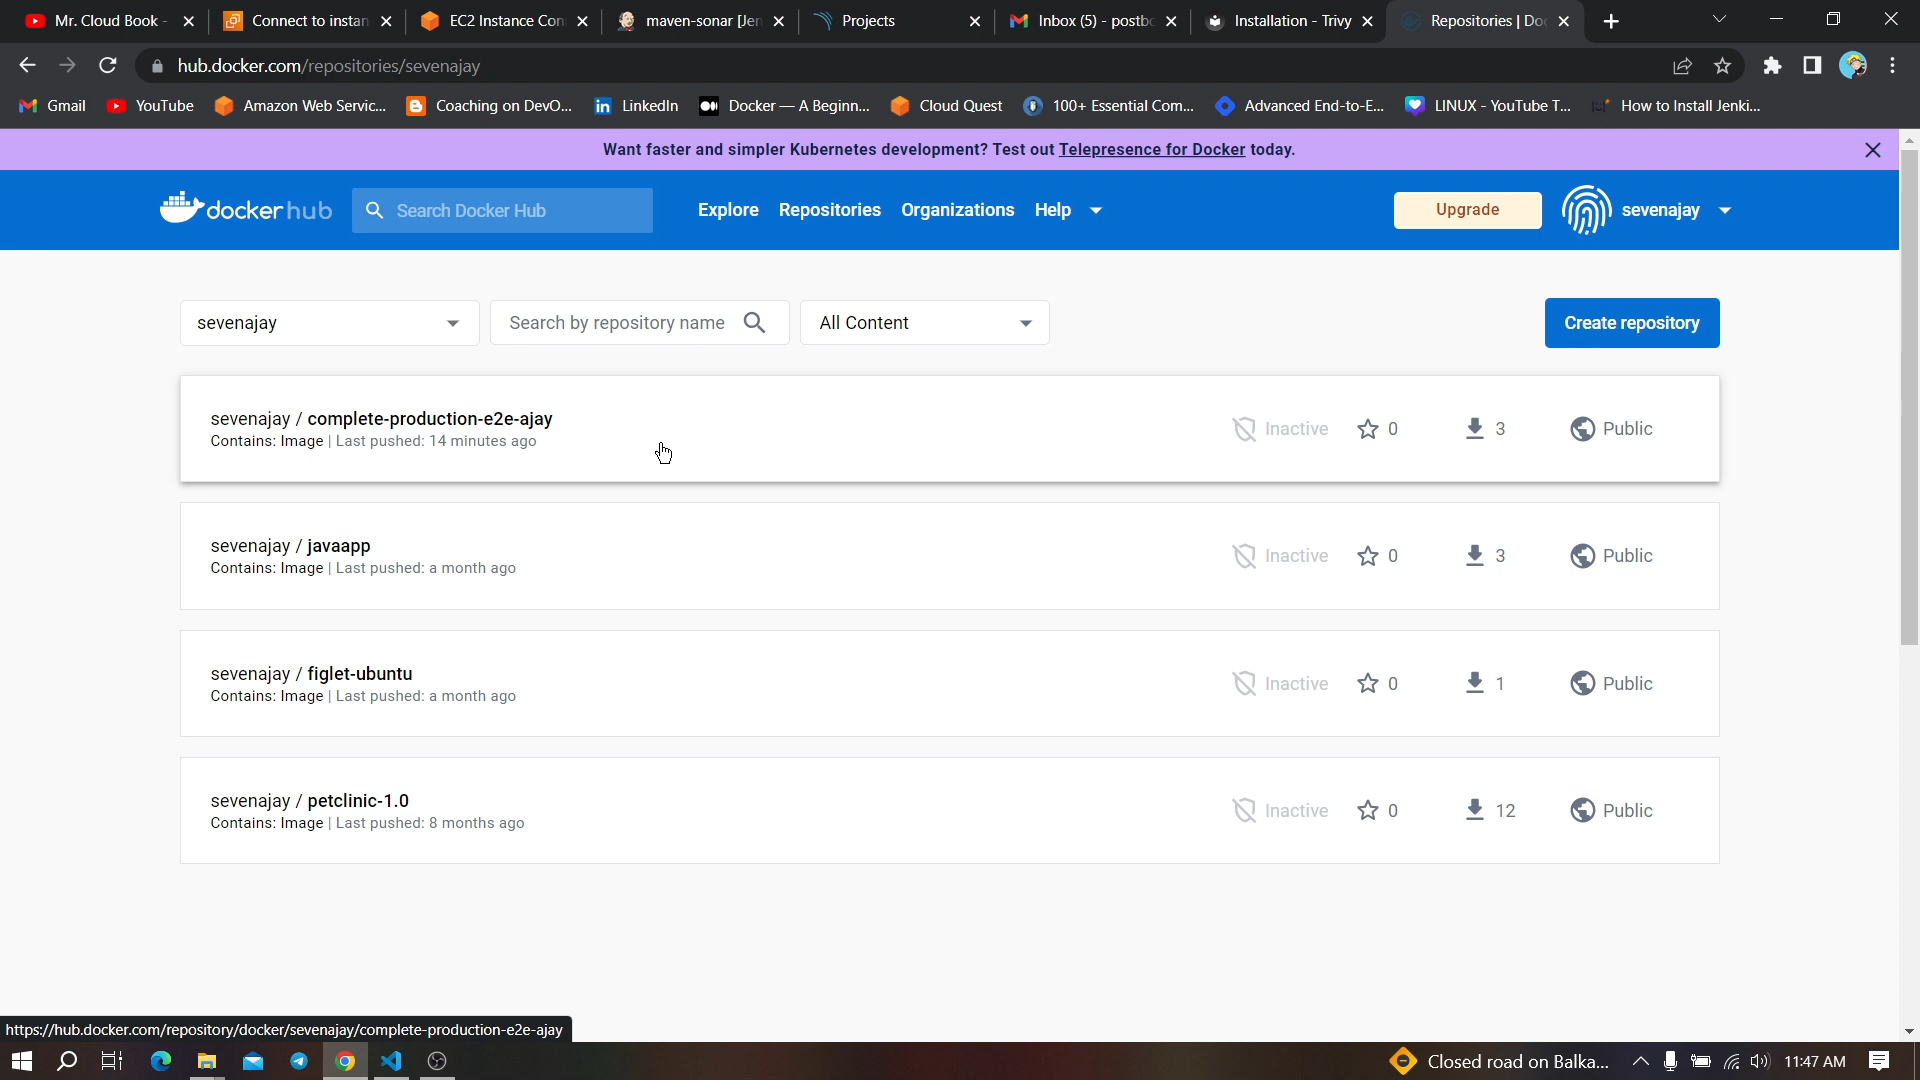 Mr. Cloud Book -
Connect to instan
EC2 Instance Con
maven-sonar [Jen
Projects
Inbox (5) - postbo
Installation - Trivy
Repositories | Doc
hub.docker.com/repositories/sevenajay
Gmail
YouTube
Amazon Web Servic...
Coaching on DevO...
LinkedIn
Docker — A Beginn...
Cloud Quest
100+ Essential Com...
Advanced End-to-E...
LINUX - YouTube T...
How to Install Jenki...
Want faster and simpler Kubernetes development? Test out Telepresence for Docker today.
dockerhub
Search Docker Hub
Explore
Repositories
Organizations
Help
Upgrade
sevenajay
sevenajay
Search by repository name
All Content
Create repository
sevenajay / complete-production-e2e-ajay
Contains: Image | Last pushed: 14 minutes ago
Inactive
0
3
Public
sevenajay / javaapp
Contains: Image | Last pushed: a month ago
Inactive
0
3
Public
sevenajay / figlet-ubuntu
Contains: Image | Last pushed: a month ago
Inactive
0
1
Public
sevenajay / petclinic-1.0
Contains: Image | Last pushed: 8 months ago
Inactive
0
12
Public
https://hub.docker.com/repository/docker/sevenajay/complete-production-e2e-ajay
Closed road on Balka...
11:47 AM